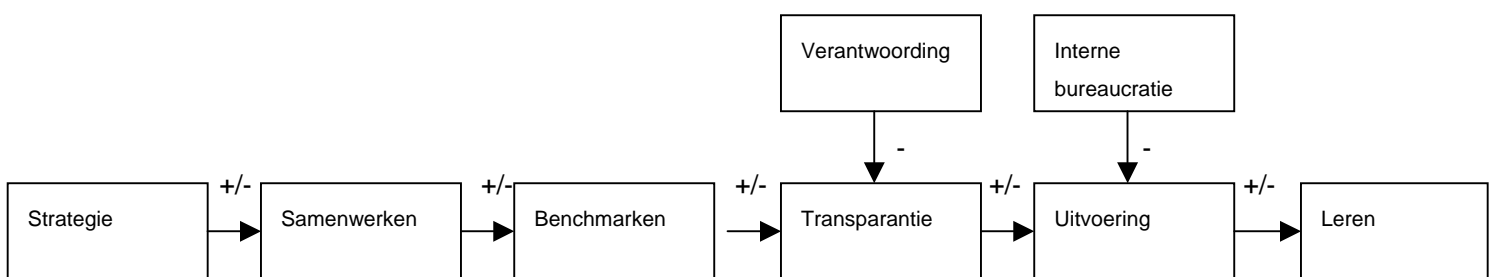 Verantwoording
Interne
bureaucratie
-
-
+/-
+/-
+/-
+/-
+/-
Strategie
Samenwerken
Benchmarken
Transparantie
Uitvoering
Leren